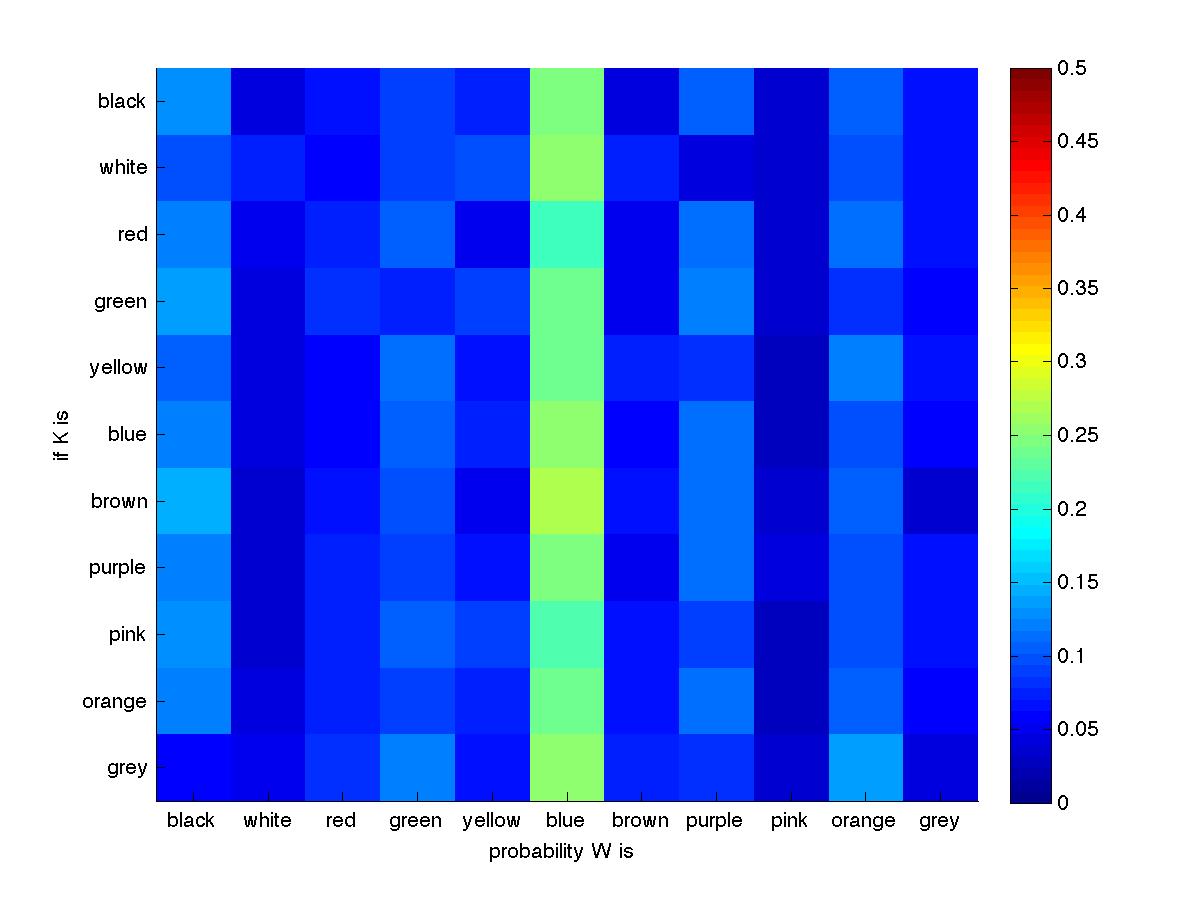 black
white
red
green
yellow
blue
brown
purple
pink
orange
grey
if K is
black white red green yellow blue brown purple pink orange grey
probability W is
0.5
0.45
0.4
0.35
0.3
0.25
0.2
0.15
0.1
0.05
0